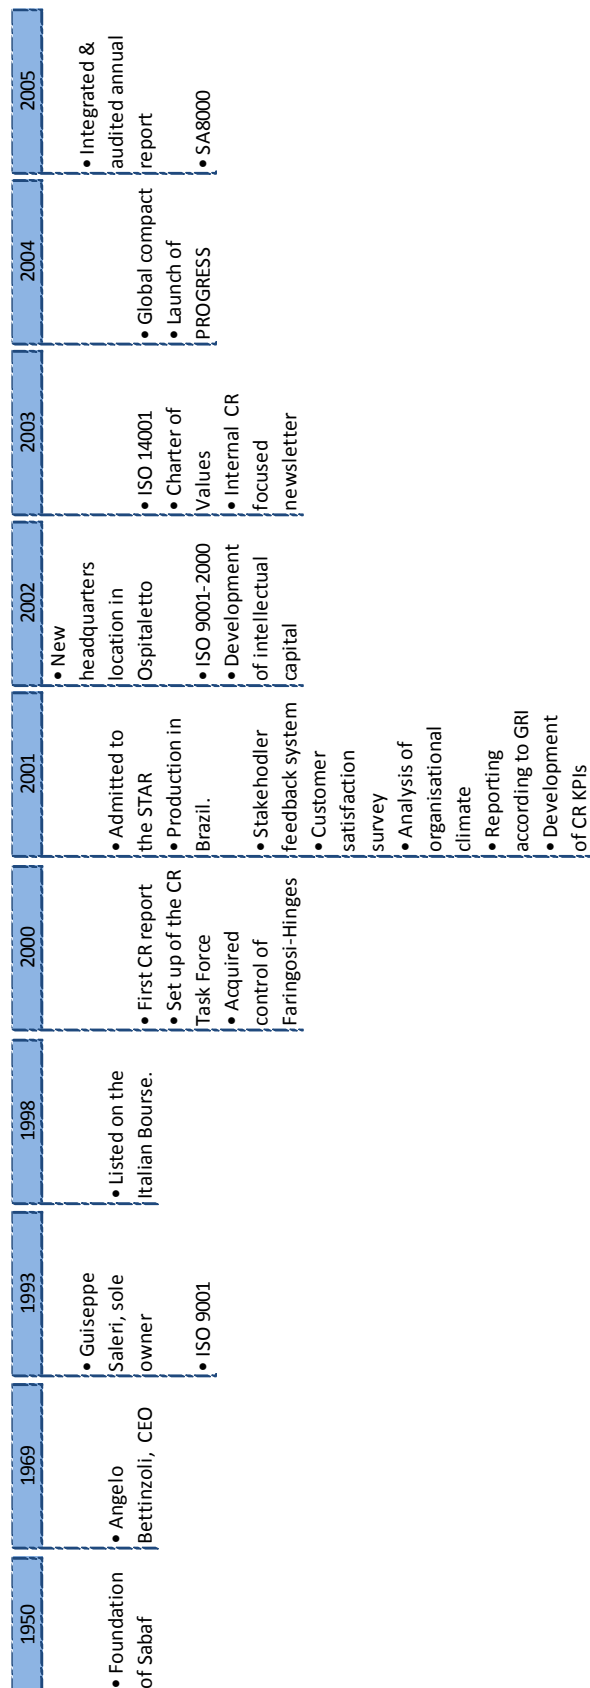 1950
• Foundation
of Sabaf
1969
• Angelo
Bettinzoli, CEO
1993
• Guiseppe
Saleri, sole
owner
• ISO 9001
1998
• Listed on the
Italian Bourse.
2000
• First CR report
• Set up of the CR
Task Force
• Acquired
control of
Faringosi-Hinges
2001
• Admitted to
the STAR
• Production in
Brazil.
• Stakehodler
feedback system
• Customer
satisfaction
survey
• Analysis of
organisational
climate
• Reporting
according to GRI
• Development
of CR KPIs
2002
• New
headquarters
location in
Ospitaletto
• ISO 9001-2000
• Development
of intellectual
capital
2003
• ISO 14001
• Charter of
Values
• Internal CR
focused
newsletter
2004
• Global compact
• Launch of
PROGRESS
2005
• Integrated &
audited annual
report
• SA8000